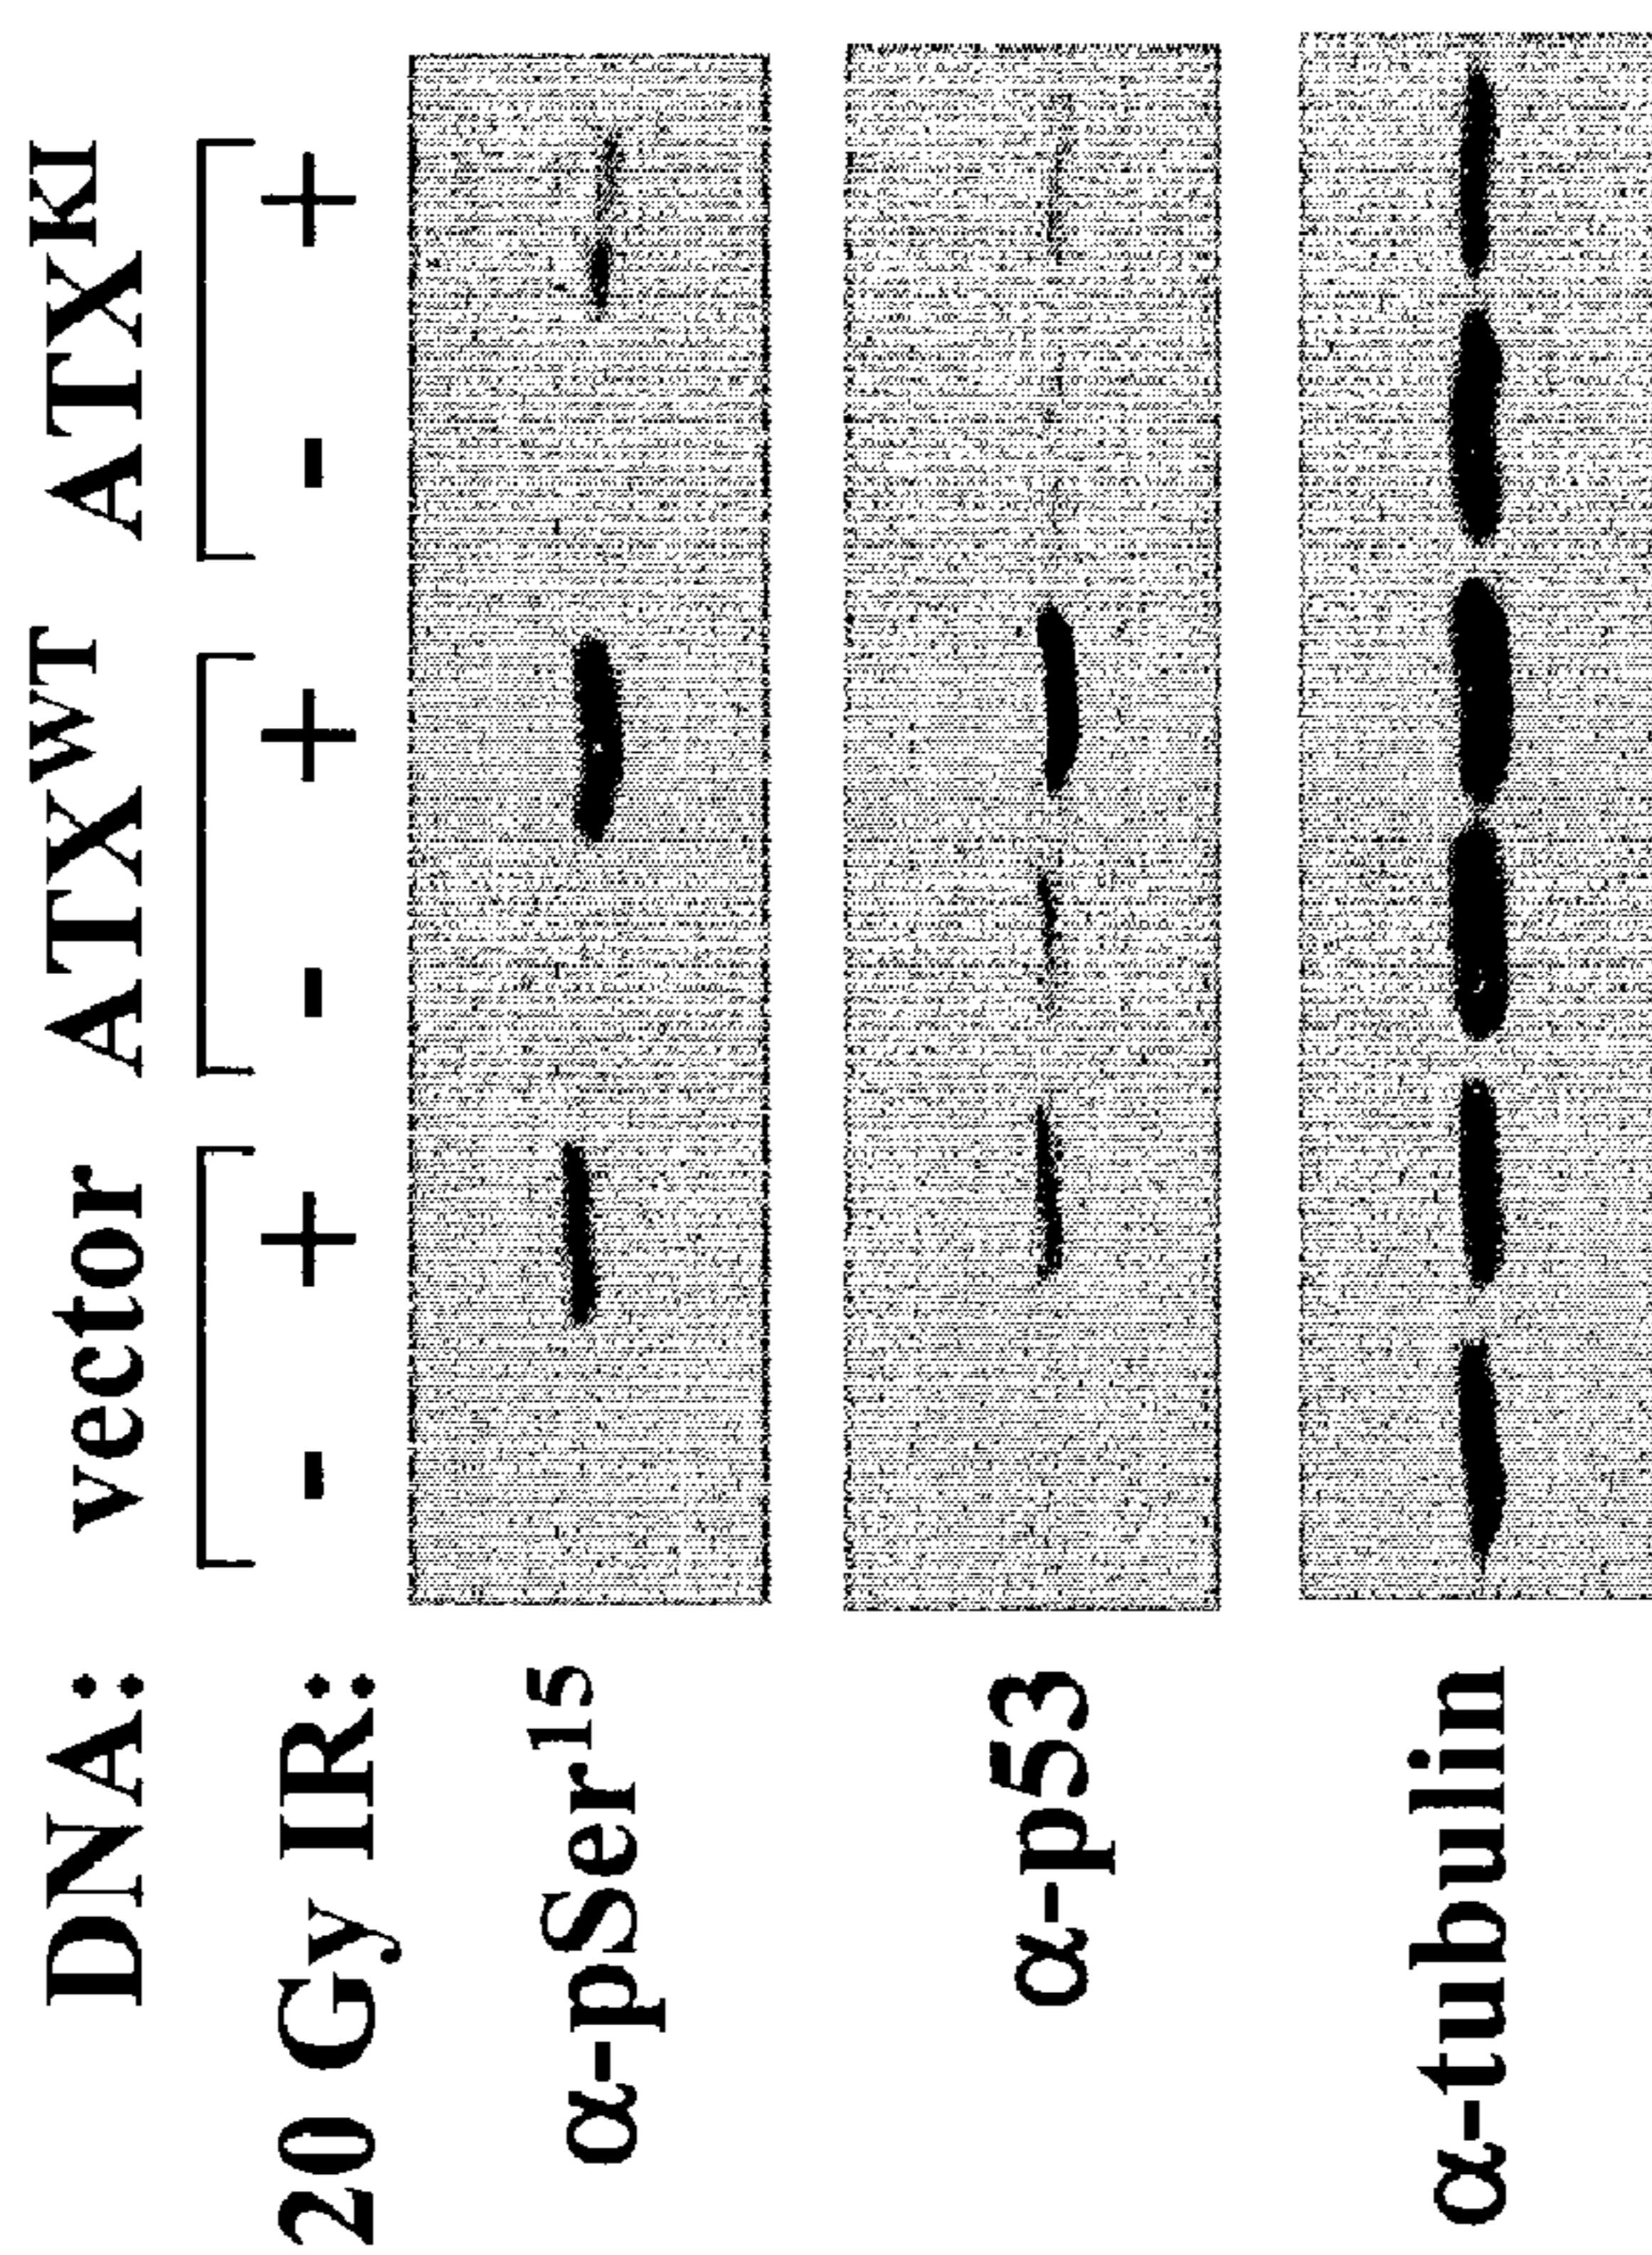 DNA: vector ATX^WT ATX^KI
20 Gy IR: - + - + - +
α-pSer^15
α-p53
α-tubulin